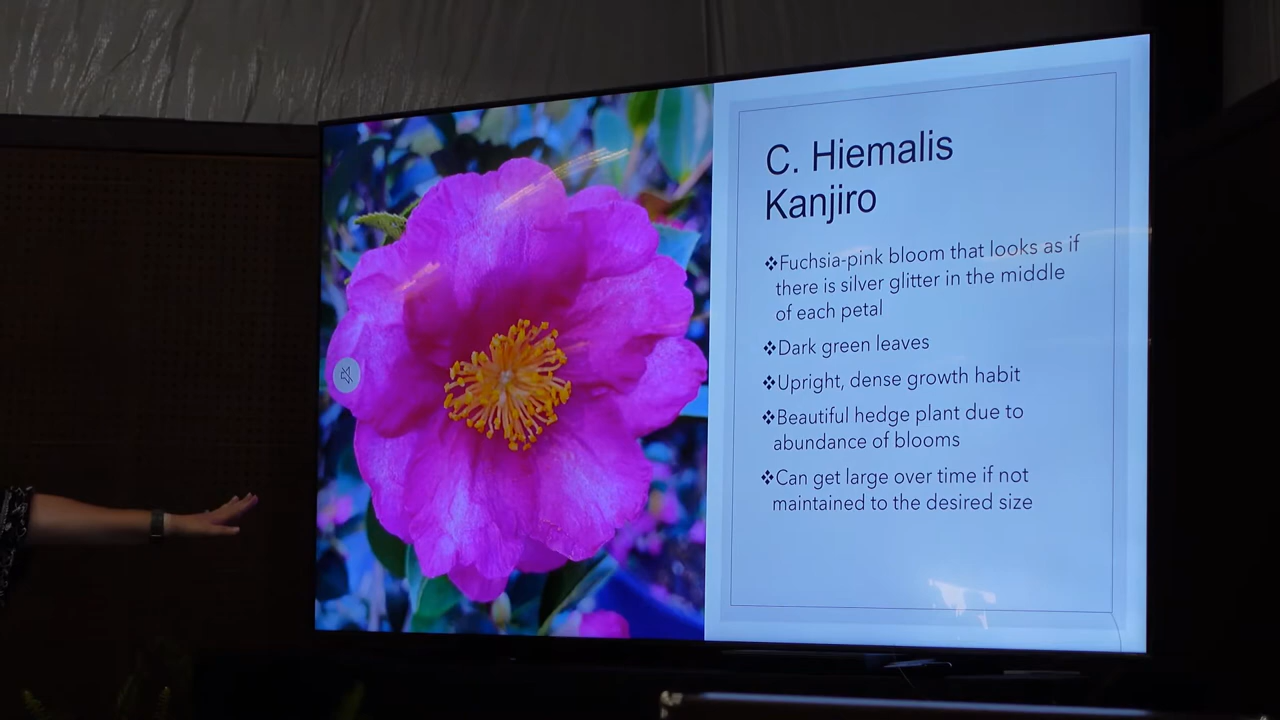 C. Hiemalis
Kanjiro
❖Fuchsia-pink bloom that looks as if
there is silver glitter in the middle
of each petal
❖Dark green leaves
❖Upright, dense growth habit
❖Beautiful hedge plant due to
abundance of blooms
❖Can get large over time if not
maintained to the desired size